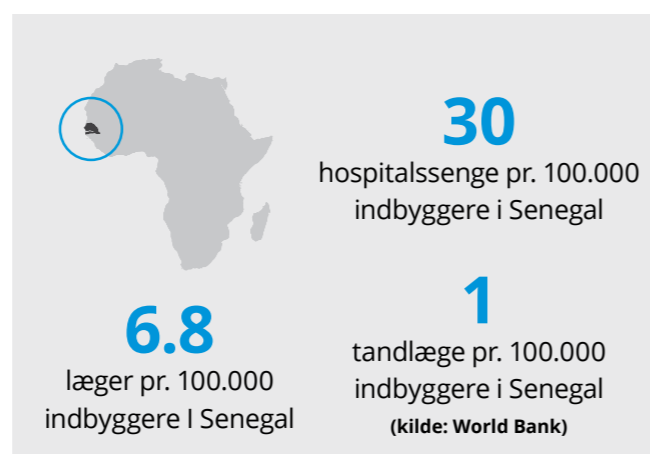 30
hospitalssenge pr. 100.000
indbyggere i Senegal
6.8
læger pr. 100.000
indbyggere I Senegal
1
tandlæge pr. 100.000
indbyggere i Senegal
(kilde: World Bank)